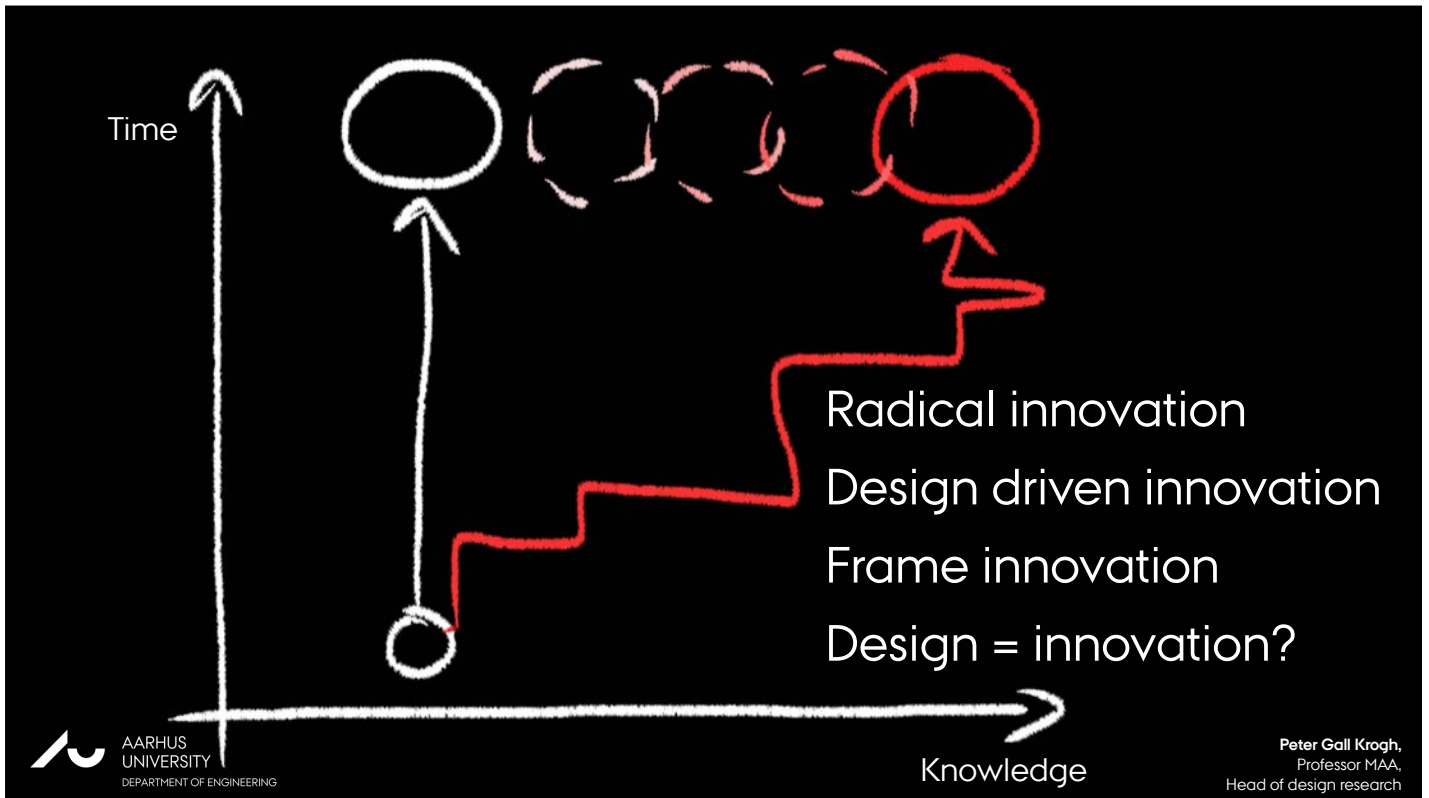 Time
Radical innovation
Design driven innovation
Frame innovation
Design = innovation?
Knowledge
AARHUS
UNIVERSITY
DEPARTMENT OF ENGINEERING
Peter Gall Krogh,
Professor MAA,
Head of design research